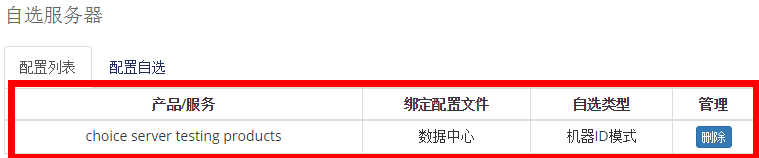 自选服务器
配置列表 配置自选
产品/服务 绑定配置文件 自选类型 管理
choice server testing products 数据中心 机器ID模式 删除